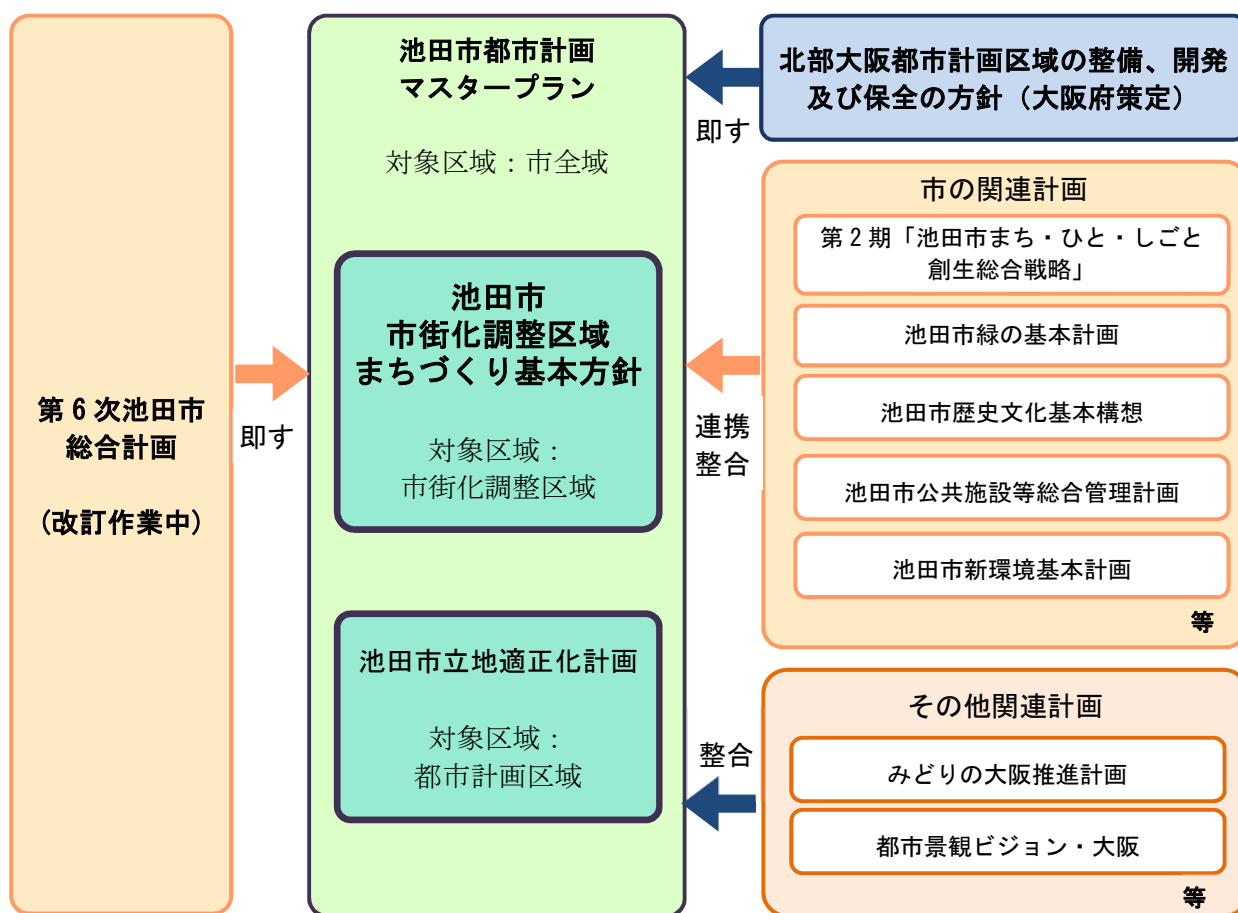 第6次池田市
総合計画
(改訂作業中)
即す
池田市都市計画
マスタープラン
対象区域：市全域
池田市
市街化調整区域
まちづくり基本方針
対象区域：
市街化調整区域
池田市立地適正化計画
対象区域：
都市計画区域
即す
北部大阪都市計画区域の整備、開発
及び保全の方針（大阪府策定）
連携
整合
市の関連計画
第2期「池田市まち・ひと・しごと
創生総合戦略」
池田市緑の基本計画
池田市歴史文化基本構想
池田市公共施設等総合管理計画
池田市新環境基本計画
等
整合
その他関連計画
みどりの大阪推進計画
都市景観ビジョン・大阪
等